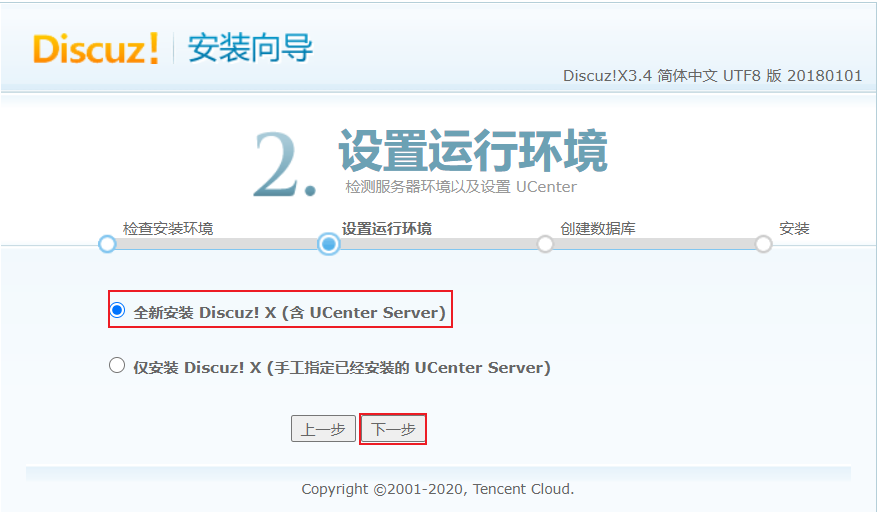 Discuz! 安装向导
Discuz!X3.4 简体中文 UTF8 版 20180101
2. 设置运行环境
检测服务器环境以及设置 UCenter
检查安装环境 设置运行环境 创建数据库 安装
全新安装 Discuz! X (含 UCenter Server)
仅安装 Discuz! X (手工指定已经安装的 UCenter Server)
上一步 下一步
Copyright ©2001-2020, Tencent Cloud.